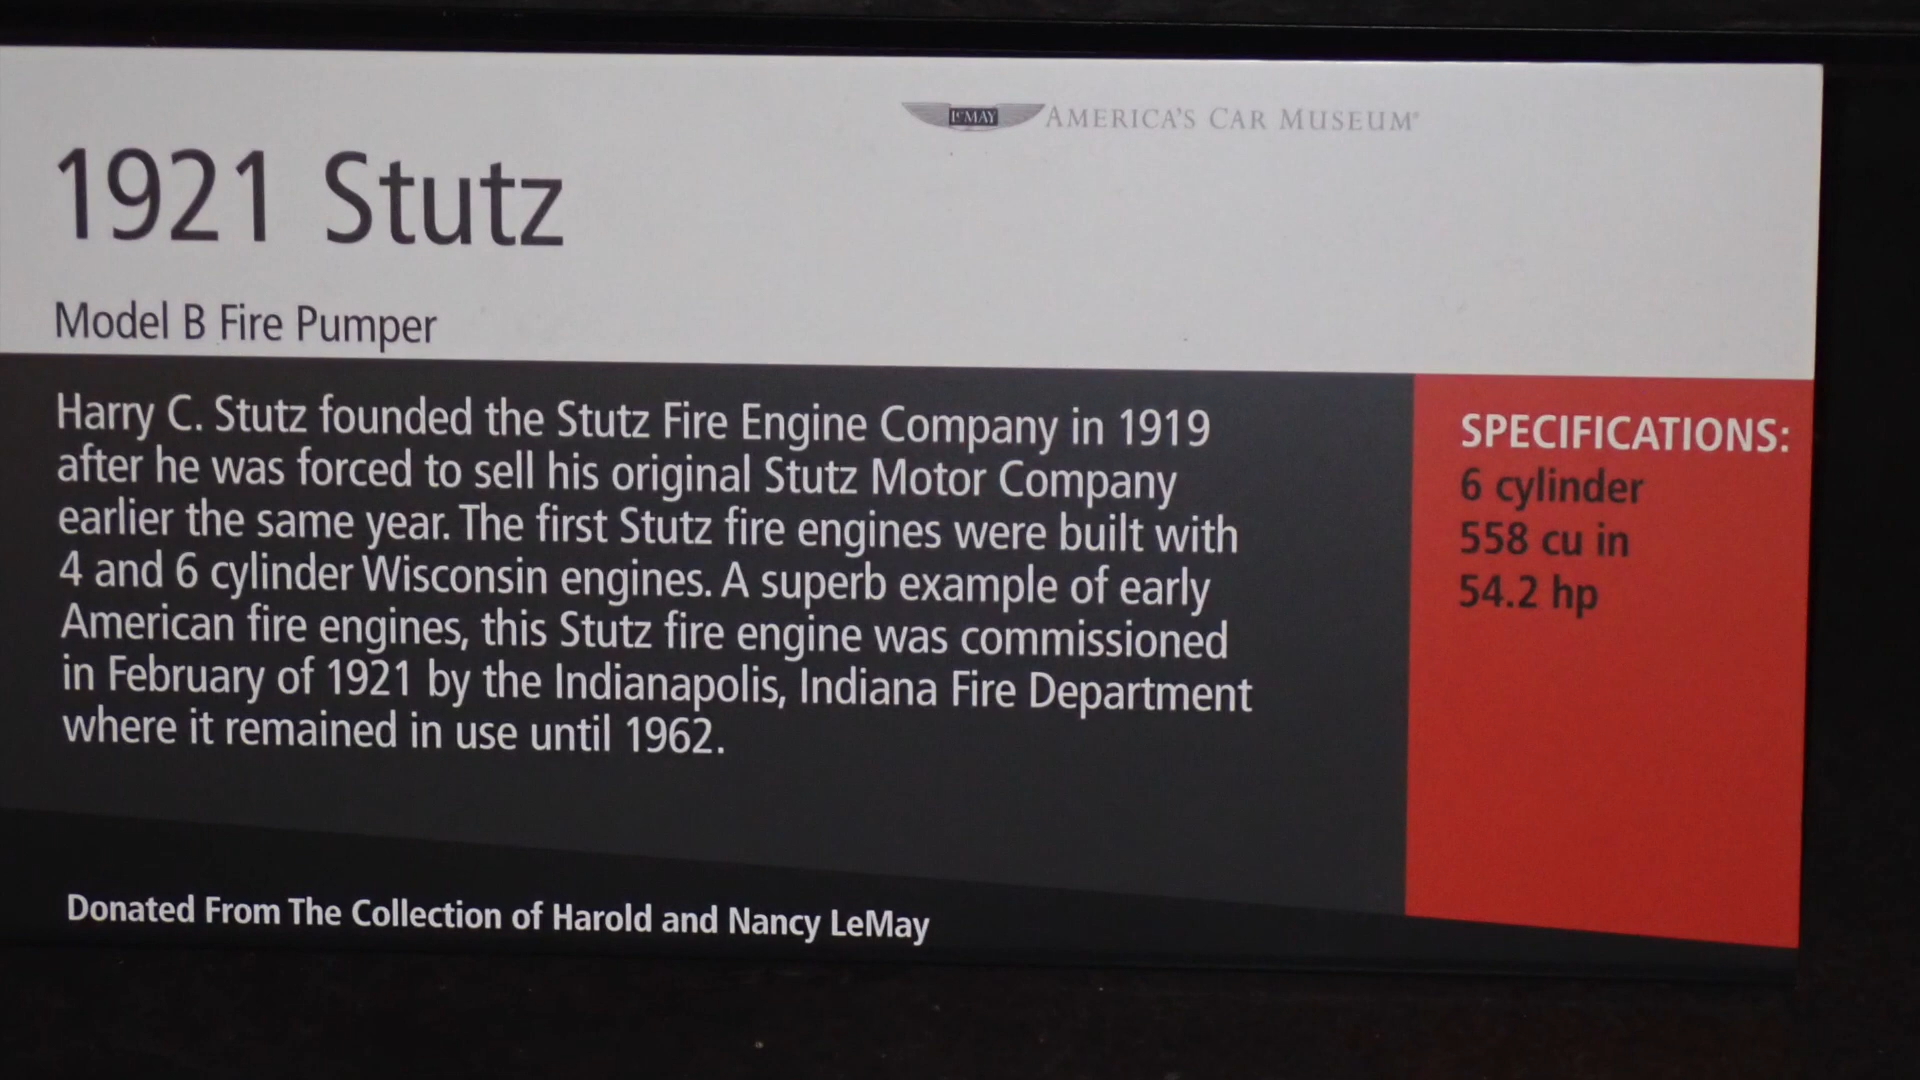 LeMAY AMERICA'S CAR MUSEUM®
1921 Stutz
Model B Fire Pumper
Harry C. Stutz founded the Stutz Fire Engine Company in 1919
after he was forced to sell his original Stutz Motor Company
earlier the same year. The first Stutz fire engines were built with
4 and 6 cylinder Wisconsin engines. A superb example of early
American fire engines, this Stutz fire engine was commissioned
in February of 1921 by the Indianapolis, Indiana Fire Department
where it remained in use until 1962.
SPECIFICATIONS:
6 cylinder
558 cu in
54.2 hp
Donated From The Collection of Harold and Nancy LeMay